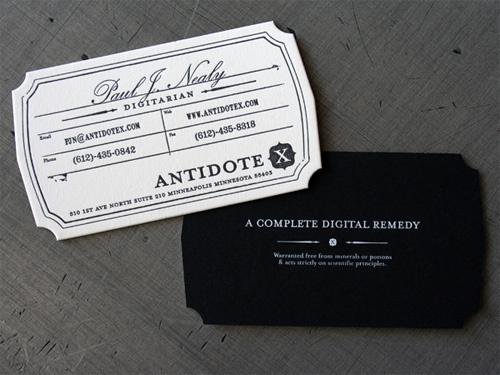 Paul J. Nealy
DIGITARIAN
Email PJN@ANTIDOTEX.COM
Web WWW.ANTIDOTEX.COM
Phone (612)-435-0842
Fax (612)-435-8318
ANTIDOTE X
510 1ST AVE NORTH SUITE 210 MINNEAPOLIS MINNESOTA 55403
A COMPLETE DIGITAL REMEDY
X
Warranted free from minerals or poisons
& acts strictly on scientific principles.